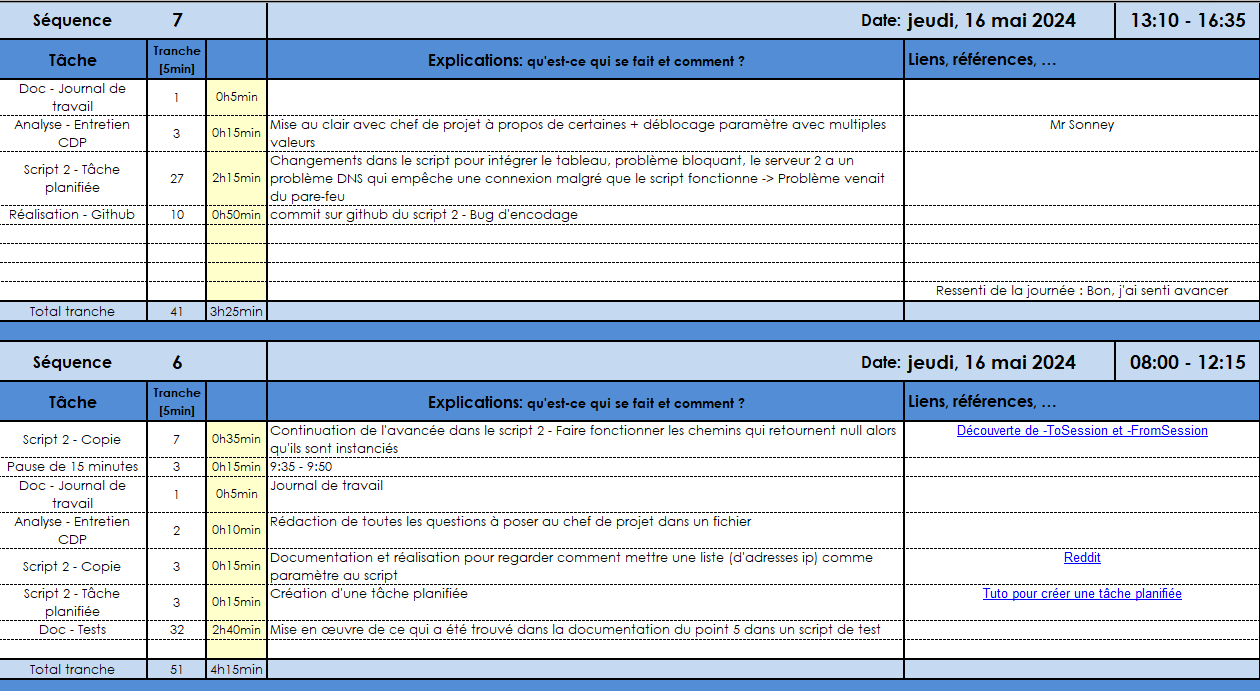 Séquence 7 Date: jeudi, 16 mai 2024 13:10 - 16:35
Tâche Tranche [5min] Explications: qu'est-ce qui se fait et comment ? Liens, références, …
Doc - Journal de travail 1 0h5min
Analyse - Entretien CDP 3 0h15min Mise au clair avec chef de projet à propos de certaines + déblocage paramètre avec multiples valeurs Mr Sonney
Script 2 - Tâche planifiée 27 2h15min Changements dans le script pour intégrer le tableau, problème bloquant, le serveur 2 a un problème DNS qui empêche une connexion malgré que le script fonctionne -> Problème venait du pare-feu
Réalisation - Github 10 0h50min commit sur github du script 2 - Bug d'encodage
Ressenti de la journée : Bon, j'ai senti avancer
Total tranche 41 3h25min
Séquence 6 Date: jeudi, 16 mai 2024 08:00 - 12:15
Tâche Tranche [5min] Explications: qu'est-ce qui se fait et comment ? Liens, références, …
Script 2 - Copie 7 0h35min Continuation de l'avancée dans le script 2 - Faire fonctionner les chemins qui retournent null alors qu'ils sont instanciés Découverte de -ToSession et -FromSession
Pause de 15 minutes 3 0h15min 9:35 - 9:50
Doc - Journal de travail 1 0h5min Journal de travail
Analyse - Entretien CDP 2 0h10min Rédaction de toutes les questions à poser au chef de projet dans un fichier
Script 2 - Copie 3 0h15min Documentation et réalisation pour regarder comment mettre une liste (d'adresses ip) comme paramètre au script Reddit
Script 2 - Tâche planifiée 3 0h15min Création d'une tâche planifiée Tuto pour créer une tâche planifiée
Doc - Tests 32 2h40min Mise en œuvre de ce qui a été trouvé dans la documentation du point 5 dans un script de test
Total tranche 51 4h15min